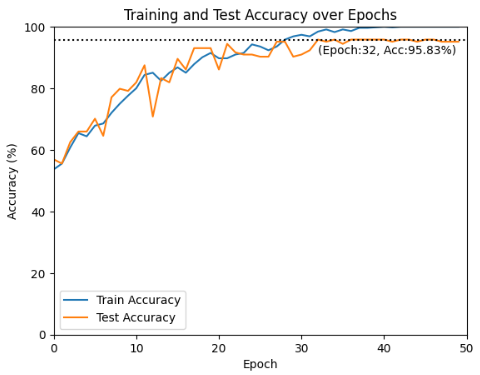 Training and Test Accuracy over Epochs
100
80
60
40
20
0
Accuracy (%)
(Epoch:32, Acc:95.83%)
Train Accuracy
Test Accuracy
0 10 20 30 40 50
Epoch